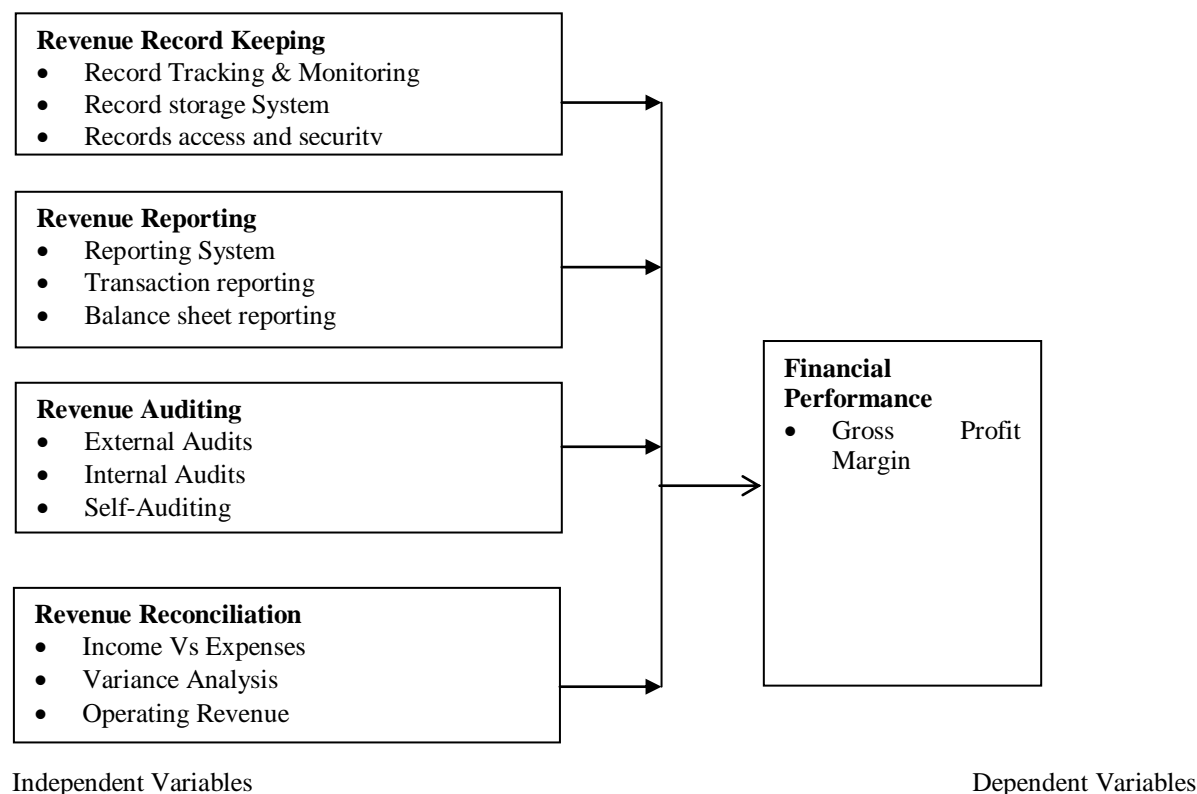 Revenue Record Keeping
• Record Tracking & Monitoring
• Record storage System
• Records access and security
Revenue Reporting
• Reporting System
• Transaction reporting
• Balance sheet reporting
Revenue Auditing
• External Audits
• Internal Audits
• Self-Auditing
Revenue Reconciliation
• Income Vs Expenses
• Variance Analysis
• Operating Revenue
Financial
Performance
• Gross Profit
Margin
Independent Variables
Dependent Variables